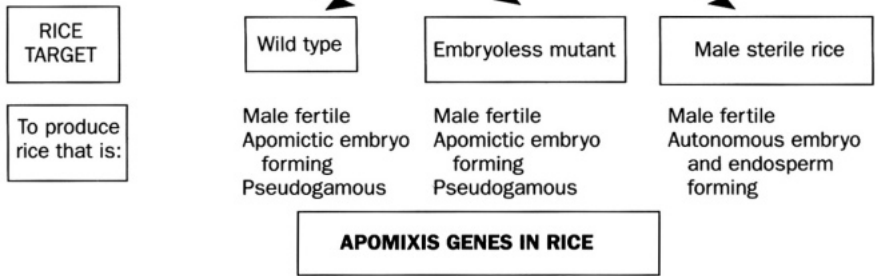 RICE
TARGET
Wild type
Embryoless mutant
Male sterile rice
To produce
rice that is:
Male fertile
Apomictic embryo
forming
Pseudogamous
Male fertile
Apomictic embryo
forming
Pseudogamous
Male fertile
Autonomous embryo
and endosperm
forming
APOMIXIS GENES IN RICE